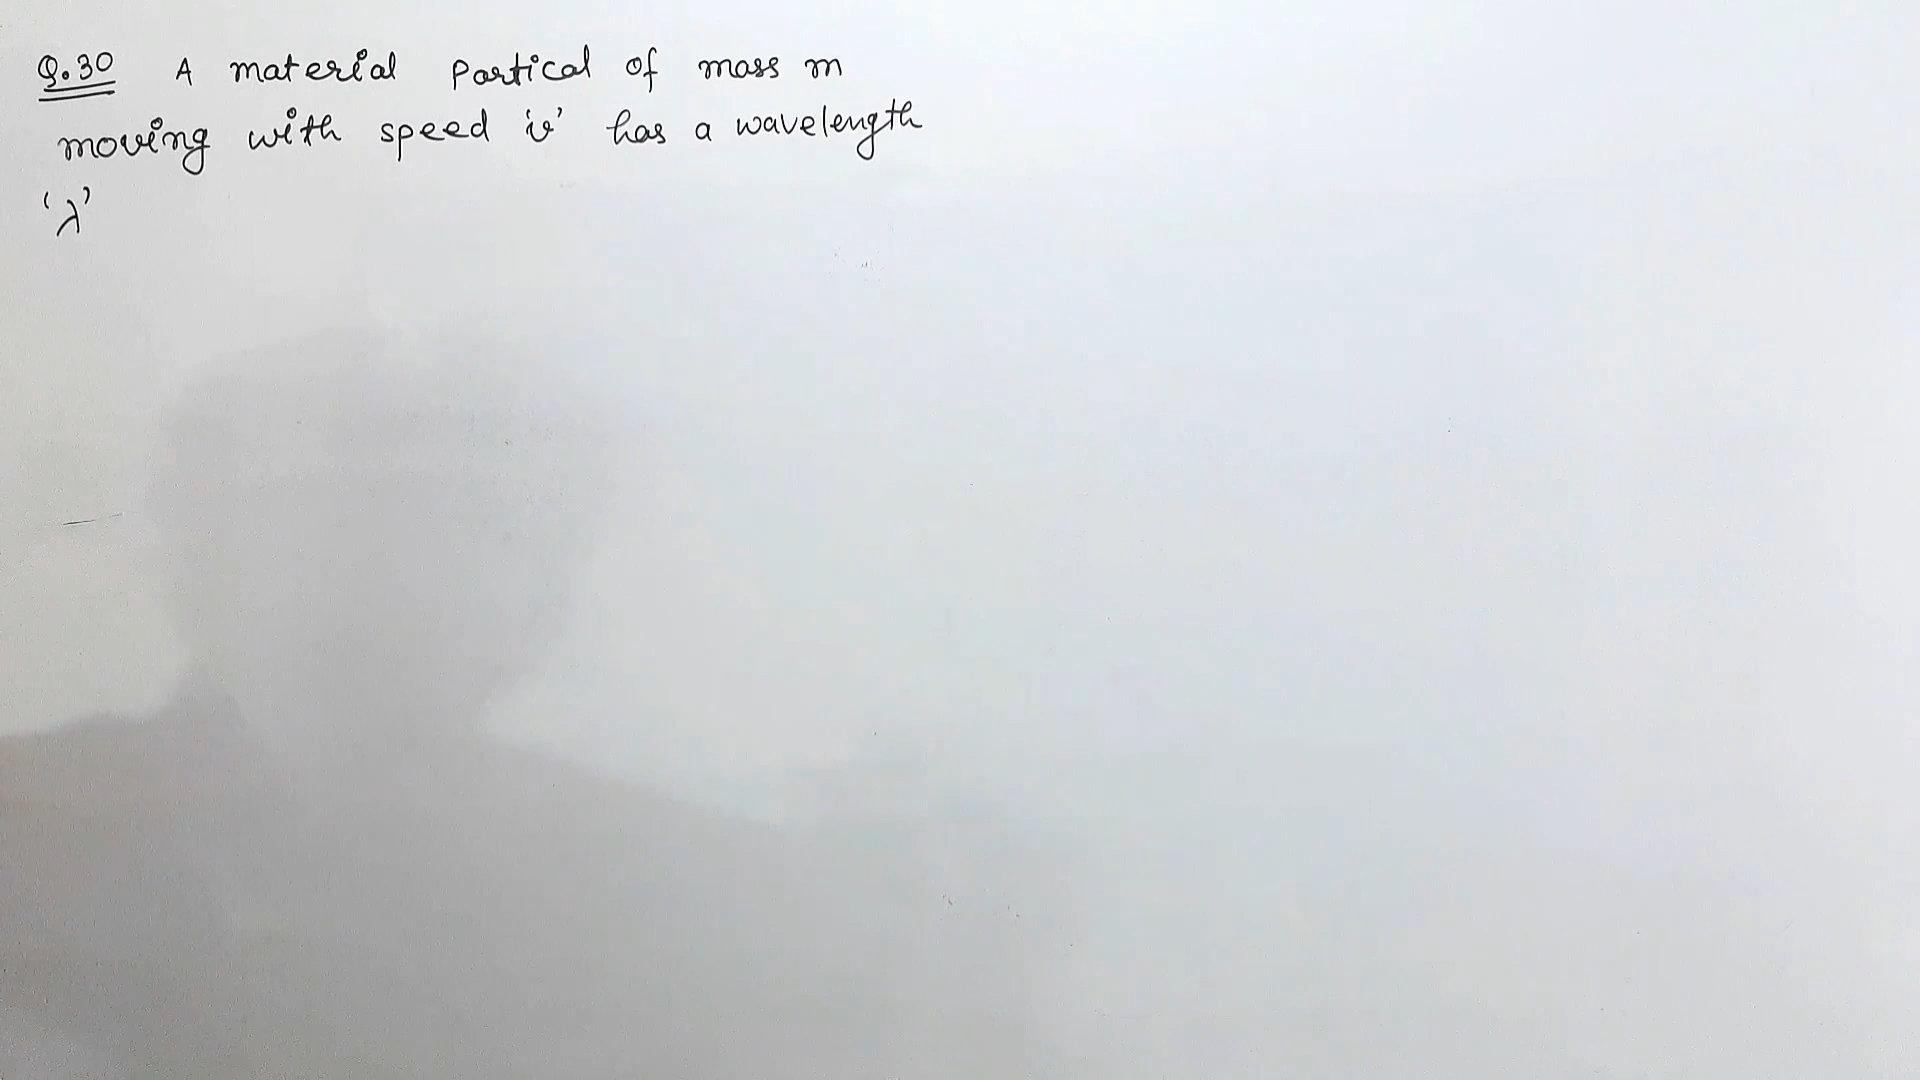 Q.30 A material Partical of mass m
moving with speed 'v' has a wavelength
'λ'